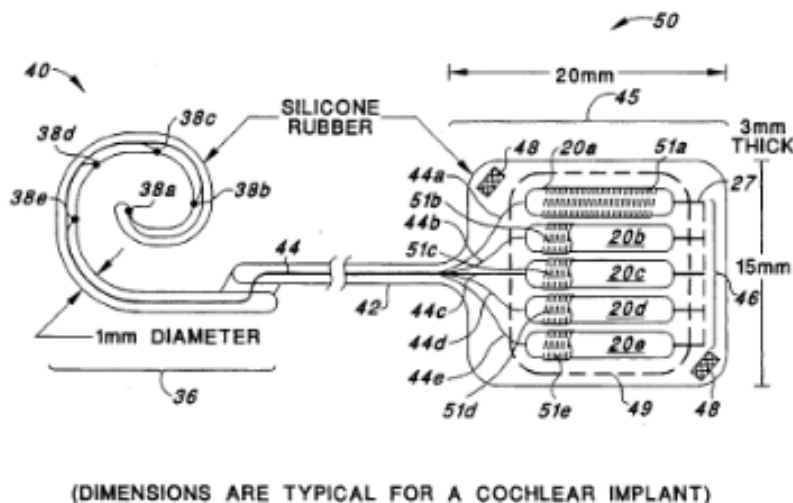 50
40
20mm
45
SILICONE
RUBBER
3mm
THICK
38d
38c
48
20a
51a
44a
27
38a
38b
51b
38e
44b
20b
51c
44
20c
15mm
46
42
44c
20d
1mm DIAMETER
44d
20e
44e
36
51d
51e
49
48
(DIMENSIONS ARE TYPICAL FOR A COCHLEAR IMPLANT)